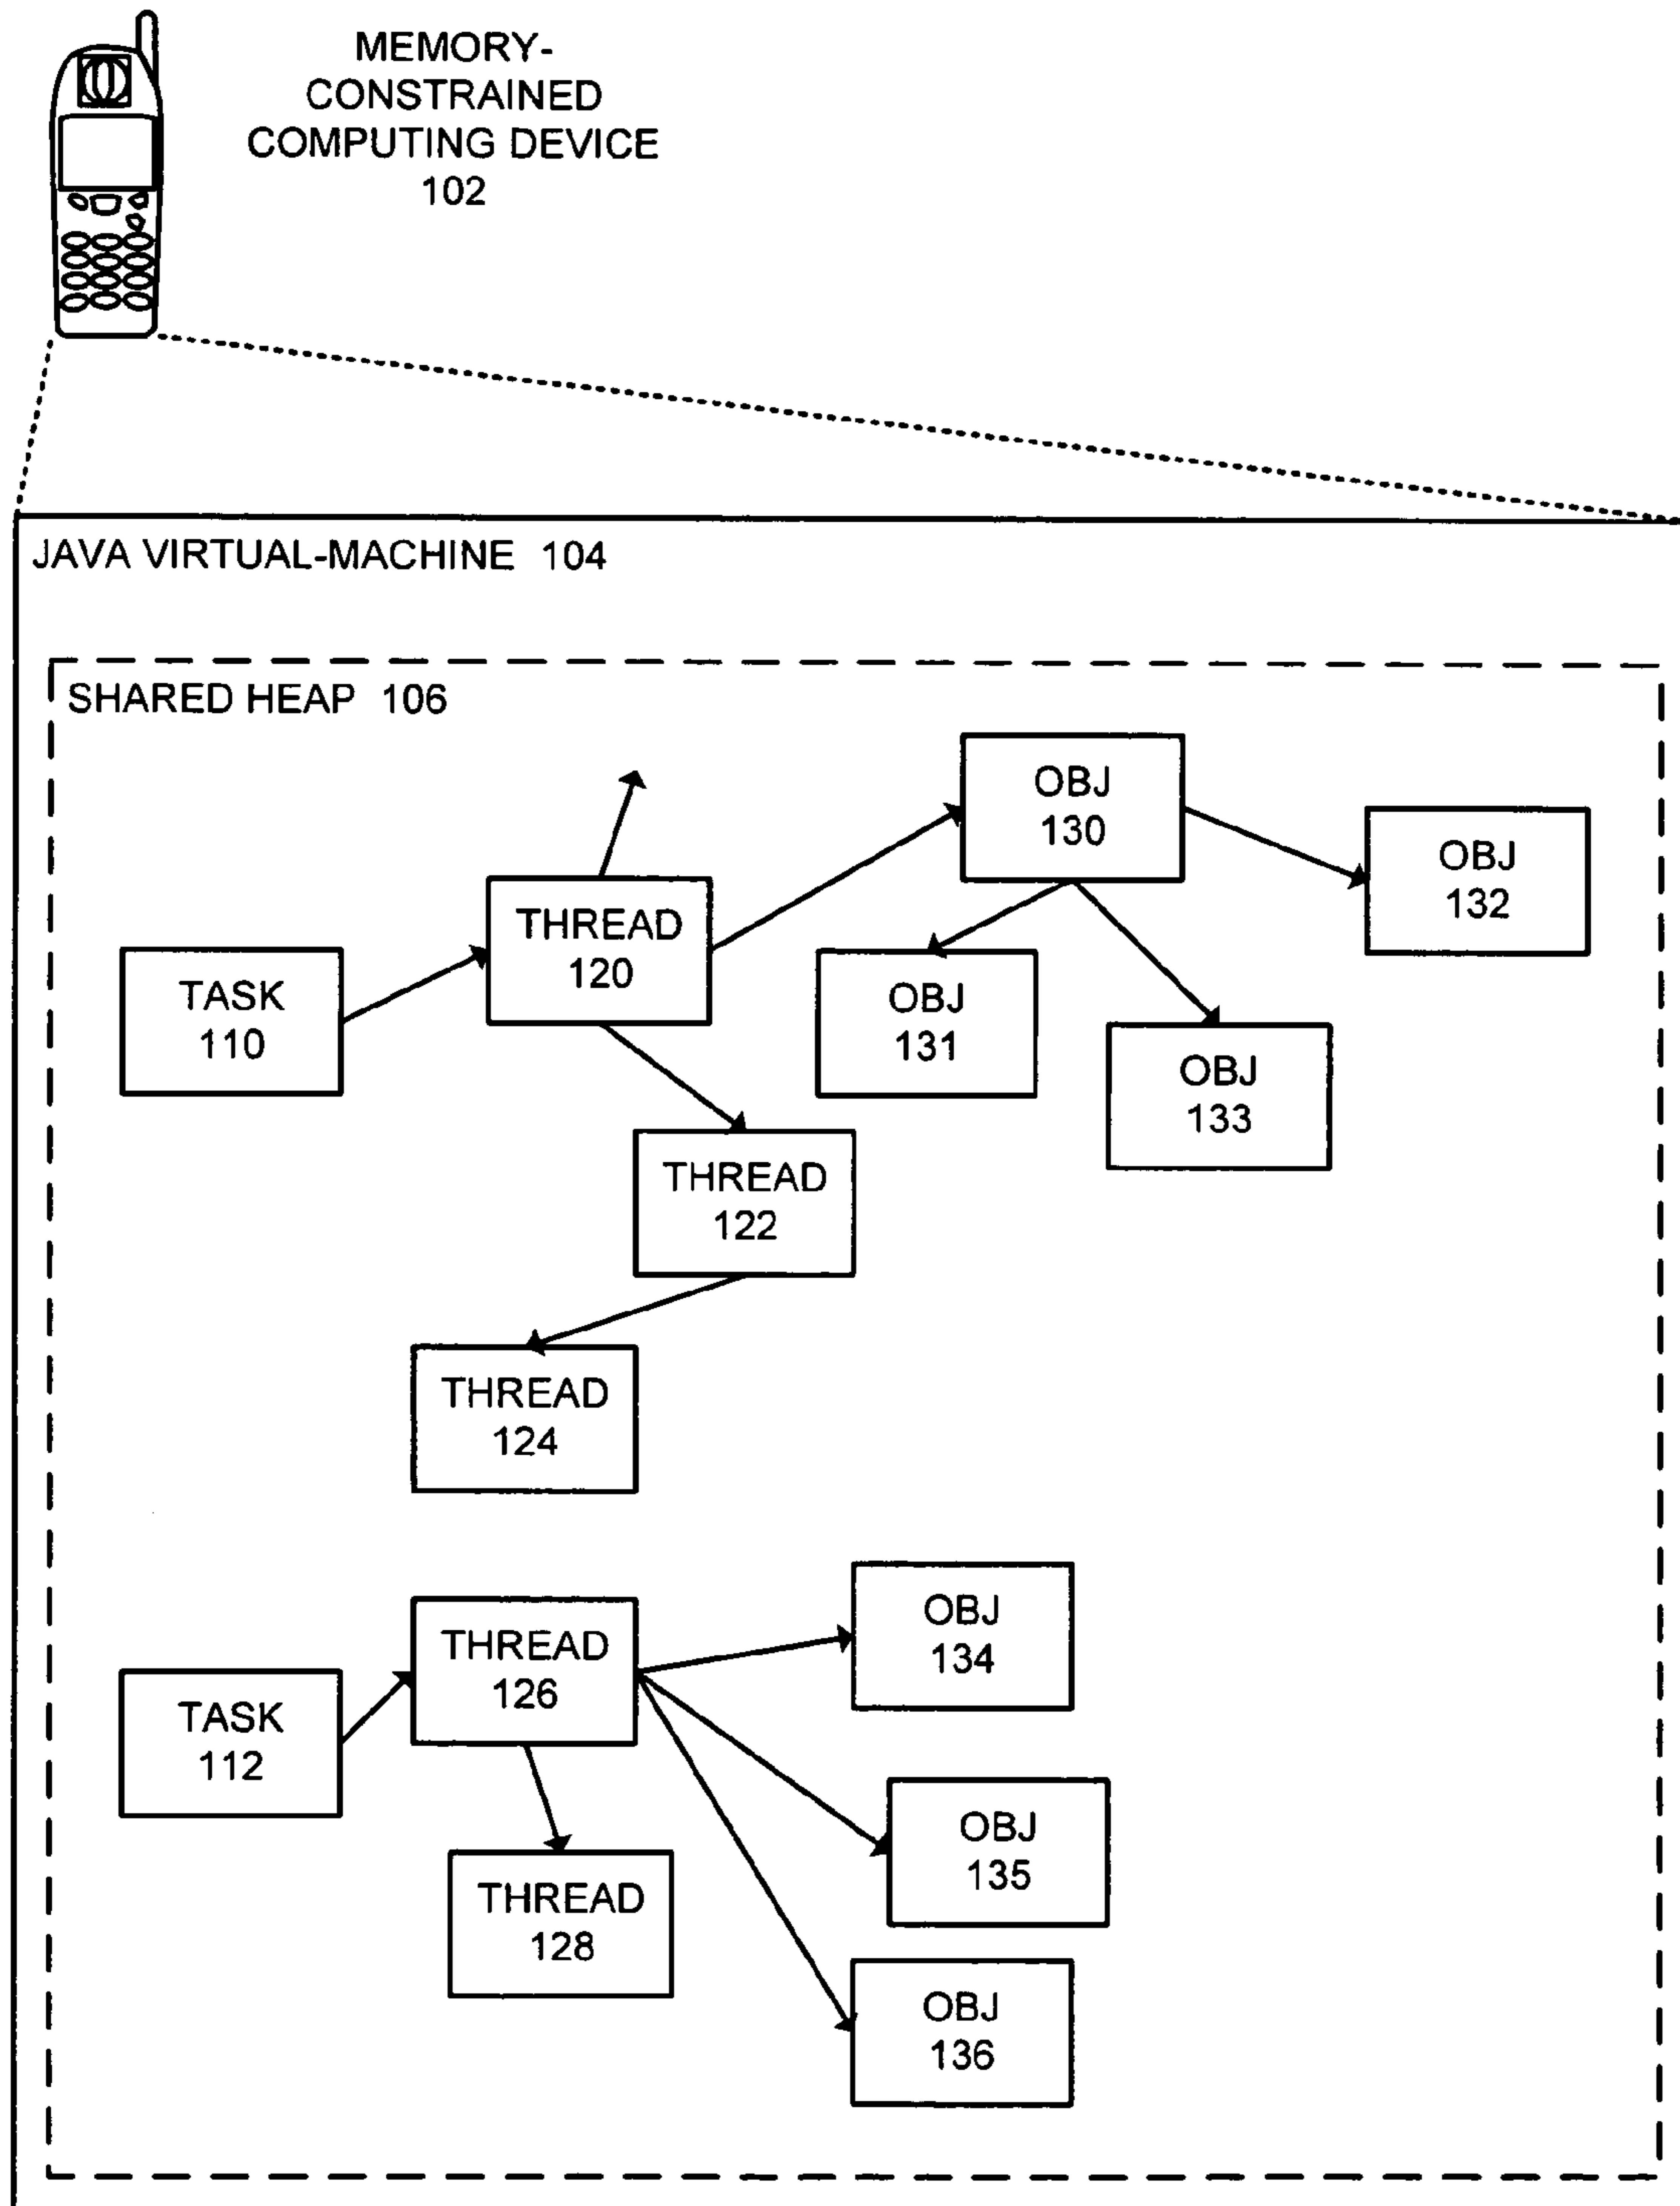 MEMORY-
CONSTRAINED
COMPUTING DEVICE
102
JAVA VIRTUAL-MACHINE 104
SHARED HEAP 106
OBJ
130
OBJ
132
THREAD
120
TASK
110
OBJ
131
OBJ
133
THREAD
122
THREAD
124
OBJ
134
THREAD
126
TASK
112
OBJ
135
THREAD
128
OBJ
136